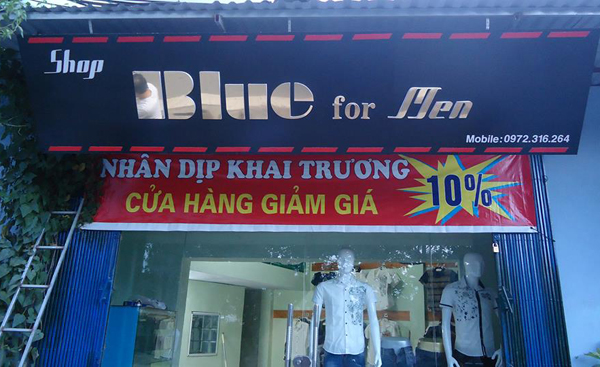 Shop
Blue for Men
Mobile: 0972.316.264
NHÂN DỊP KHAI TRƯƠNG
CỬA HÀNG GIẢM GIÁ
10%